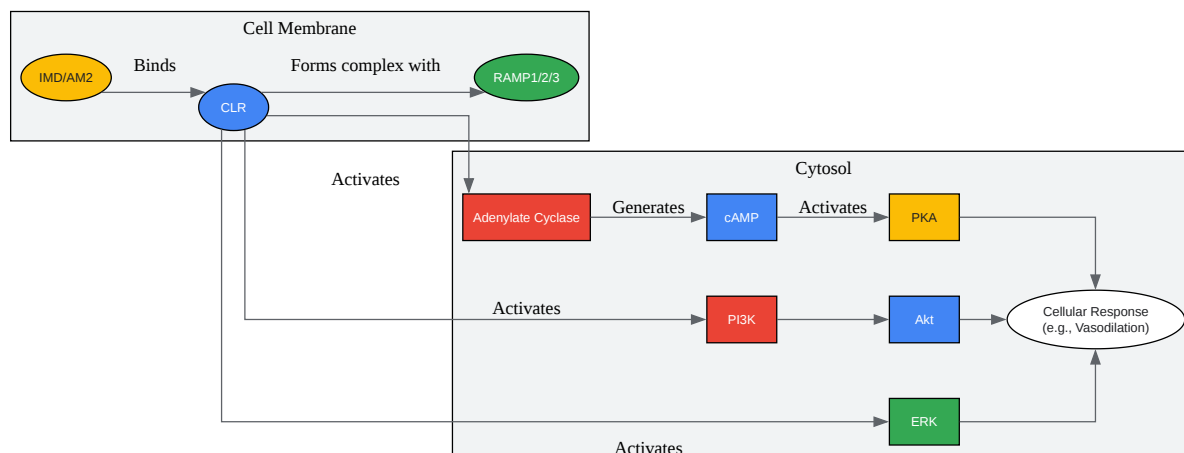 Cell Membrane
IMD/AM2
Binds
CLR
Forms complex with
RAMP1/2/3
Activates
Cytosol
Adenylate Cyclase
Generates
cAMP
Activates
PKA
Activates
PI3K
Akt
Cellular Response
(e.g., Vasodilation)
ERK
Activates